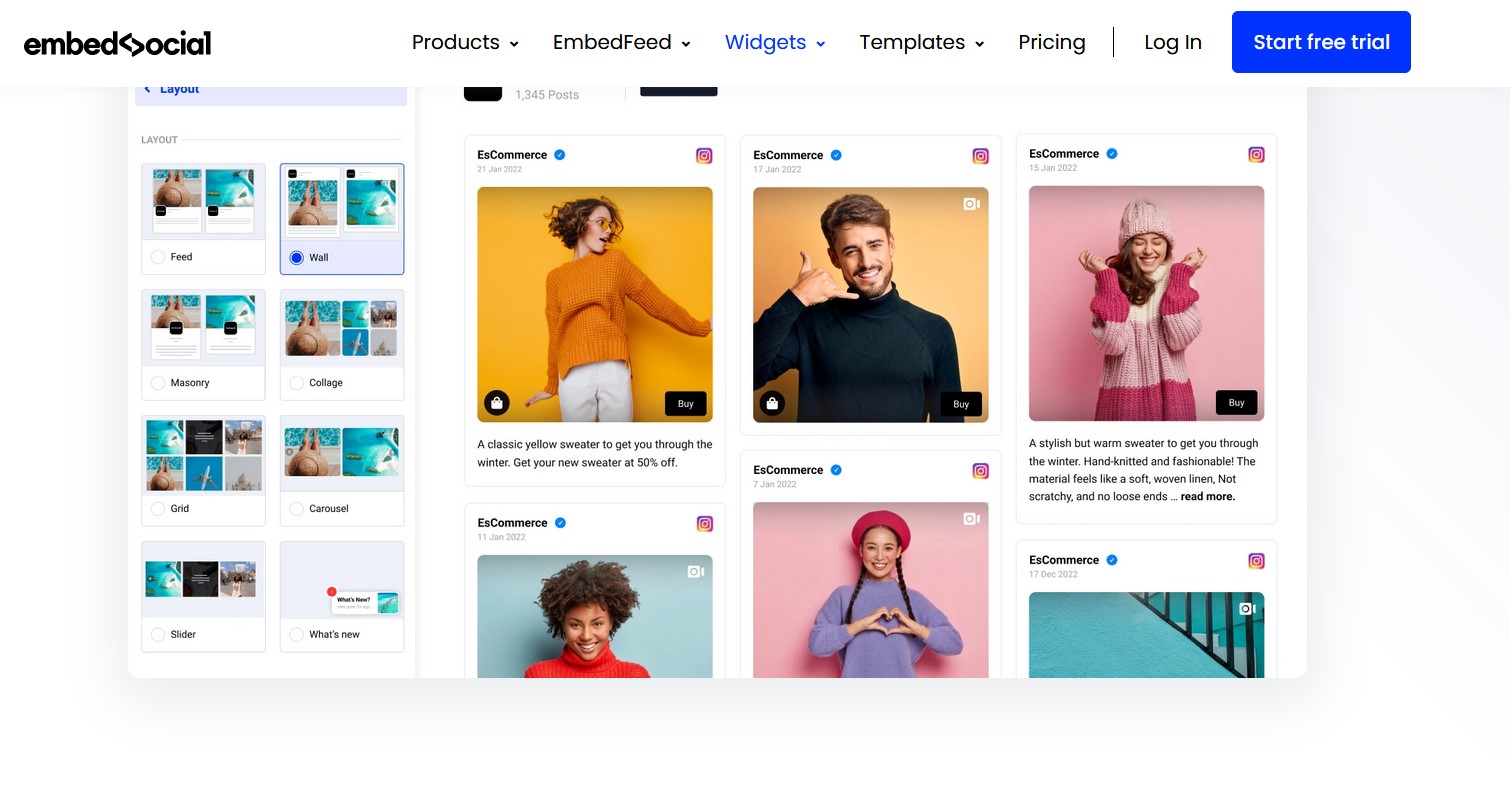 embedSocial
Products
EmbedFeed
Widgets
Templates
Pricing
Log In
Start free trial
Layout
LAYOUT
Feed
Wall
Masonry
Collage
Grid
Carousel
Slider
What's New?
What's new
1,345 Posts
EsCommerce
21 Jan 2022
Buy
A classic yellow sweater to get you through the
winter. Get your new sweater at 50% off.
EsCommerce
11 Jan 2022
EsCommerce
17 Jan 2022
Buy
EsCommerce
7 Jan 2022
EsCommerce
15 Jan 2022
Buy
A stylish but warm sweater to get you through
the winter. Hand-knitted and fashionable! The
material feels like a soft, woven linen, Not
scratchy, and no loose ends ... read more.
EsCommerce
17 Dec 2022